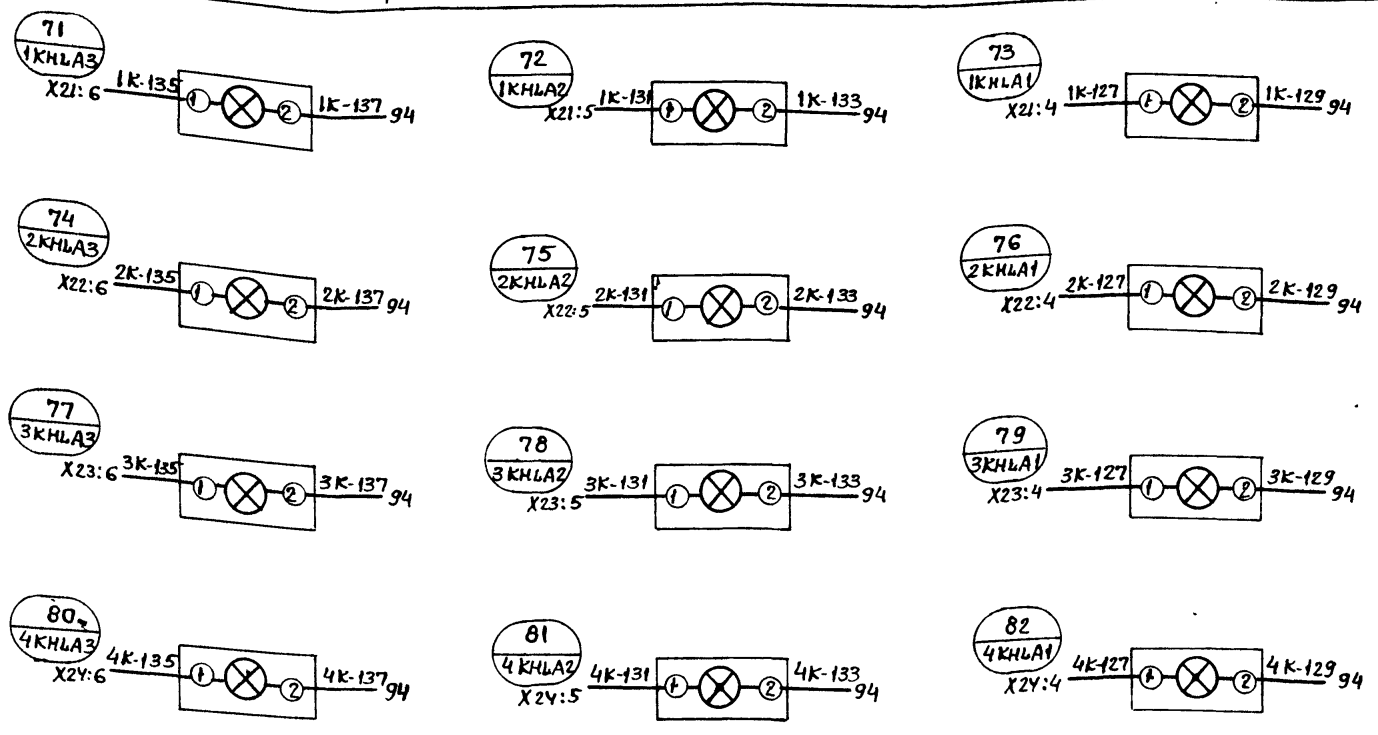 71
1KHLA3
X21:6 1K-135 1 2 1K-137 94
72
1KHLA2
X21:5 1K-131 1 2 1K-133 94
73
1KHLA1
X21:4 1K-127 1 2 1K-129 94
74
2KHLA3
X22:6 2K-135 1 2 2K-137 94
75
2KHLA2
X22:5 2K-131 1 2 2K-133 94
76
2KHLA1
X22:4 2K-127 1 2 2K-129 94
77
3KHLA3
X23:6 3K-135 1 2 3K-137 94
78
3KHLA2
X23:5 3K-131 1 2 3K-133 94
79
3KHLA1
X23:4 3K-127 1 2 3K-129 94
80
4KHLA3
X24:6 4K-135 1 2 4K-137 94
81
4KHLA2
X24:5 4K-131 1 2 4K-133 94
82
4KHLA1
X24:4 4K-127 1 2 4K-129 94